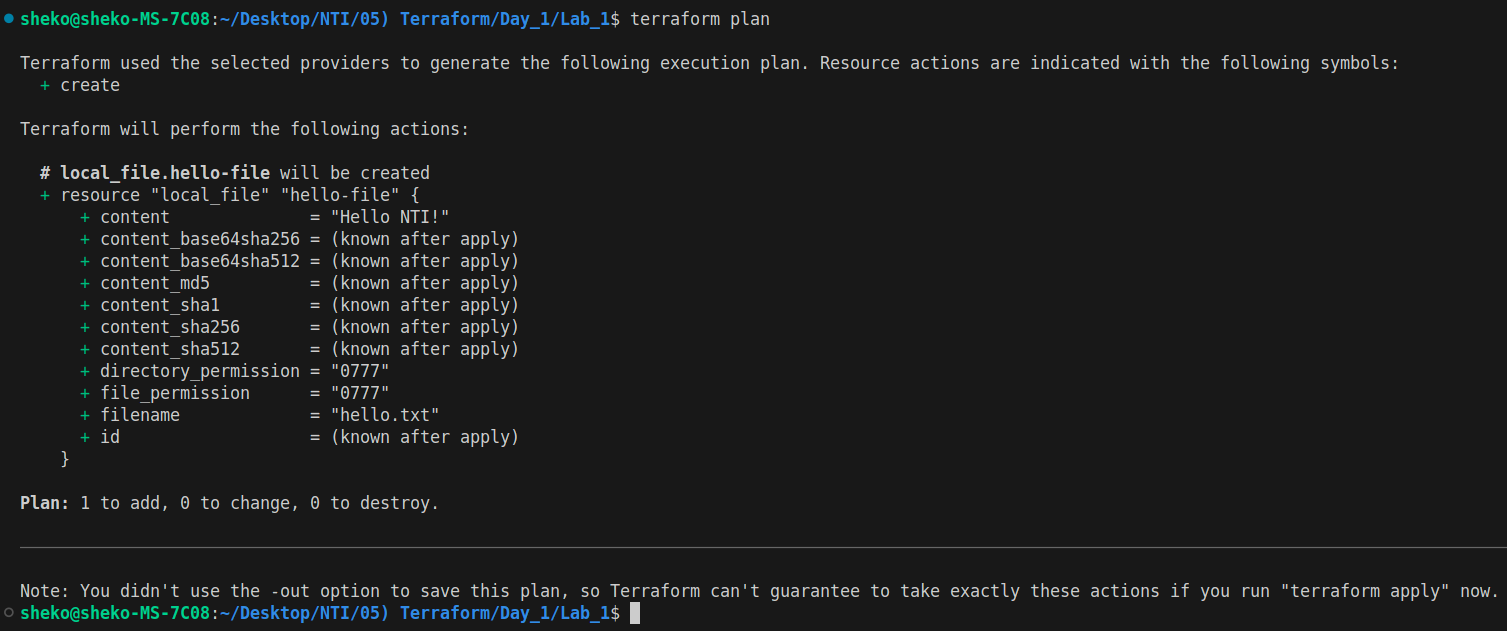 sheko@sheko-MS-7C08:~/Desktop/NTI/05) Terraform/Day_1/Lab_1$ terraform plan
Terraform used the selected providers to generate the following execution plan. Resource actions are indicated with the following symbols:
+ create
Terraform will perform the following actions:
# local_file.hello-file will be created
+ resource "local_file" "hello-file" {
+ content = "Hello NTI!"
+ content_base64sha256 = (known after apply)
+ content_base64sha512 = (known after apply)
+ content_md5 = (known after apply)
+ content_sha1 = (known after apply)
+ content_sha256 = (known after apply)
+ content_sha512 = (known after apply)
+ directory_permission = "0777"
+ file_permission = "0777"
+ filename = "hello.txt"
+ id = (known after apply)
}
Plan: 1 to add, 0 to change, 0 to destroy.
Note: You didn't use the -out option to save this plan, so Terraform can't guarantee to take exactly these actions if you run "terraform apply" now.
sheko@sheko-MS-7C08:~/Desktop/NTI/05) Terraform/Day_1/Lab_1$